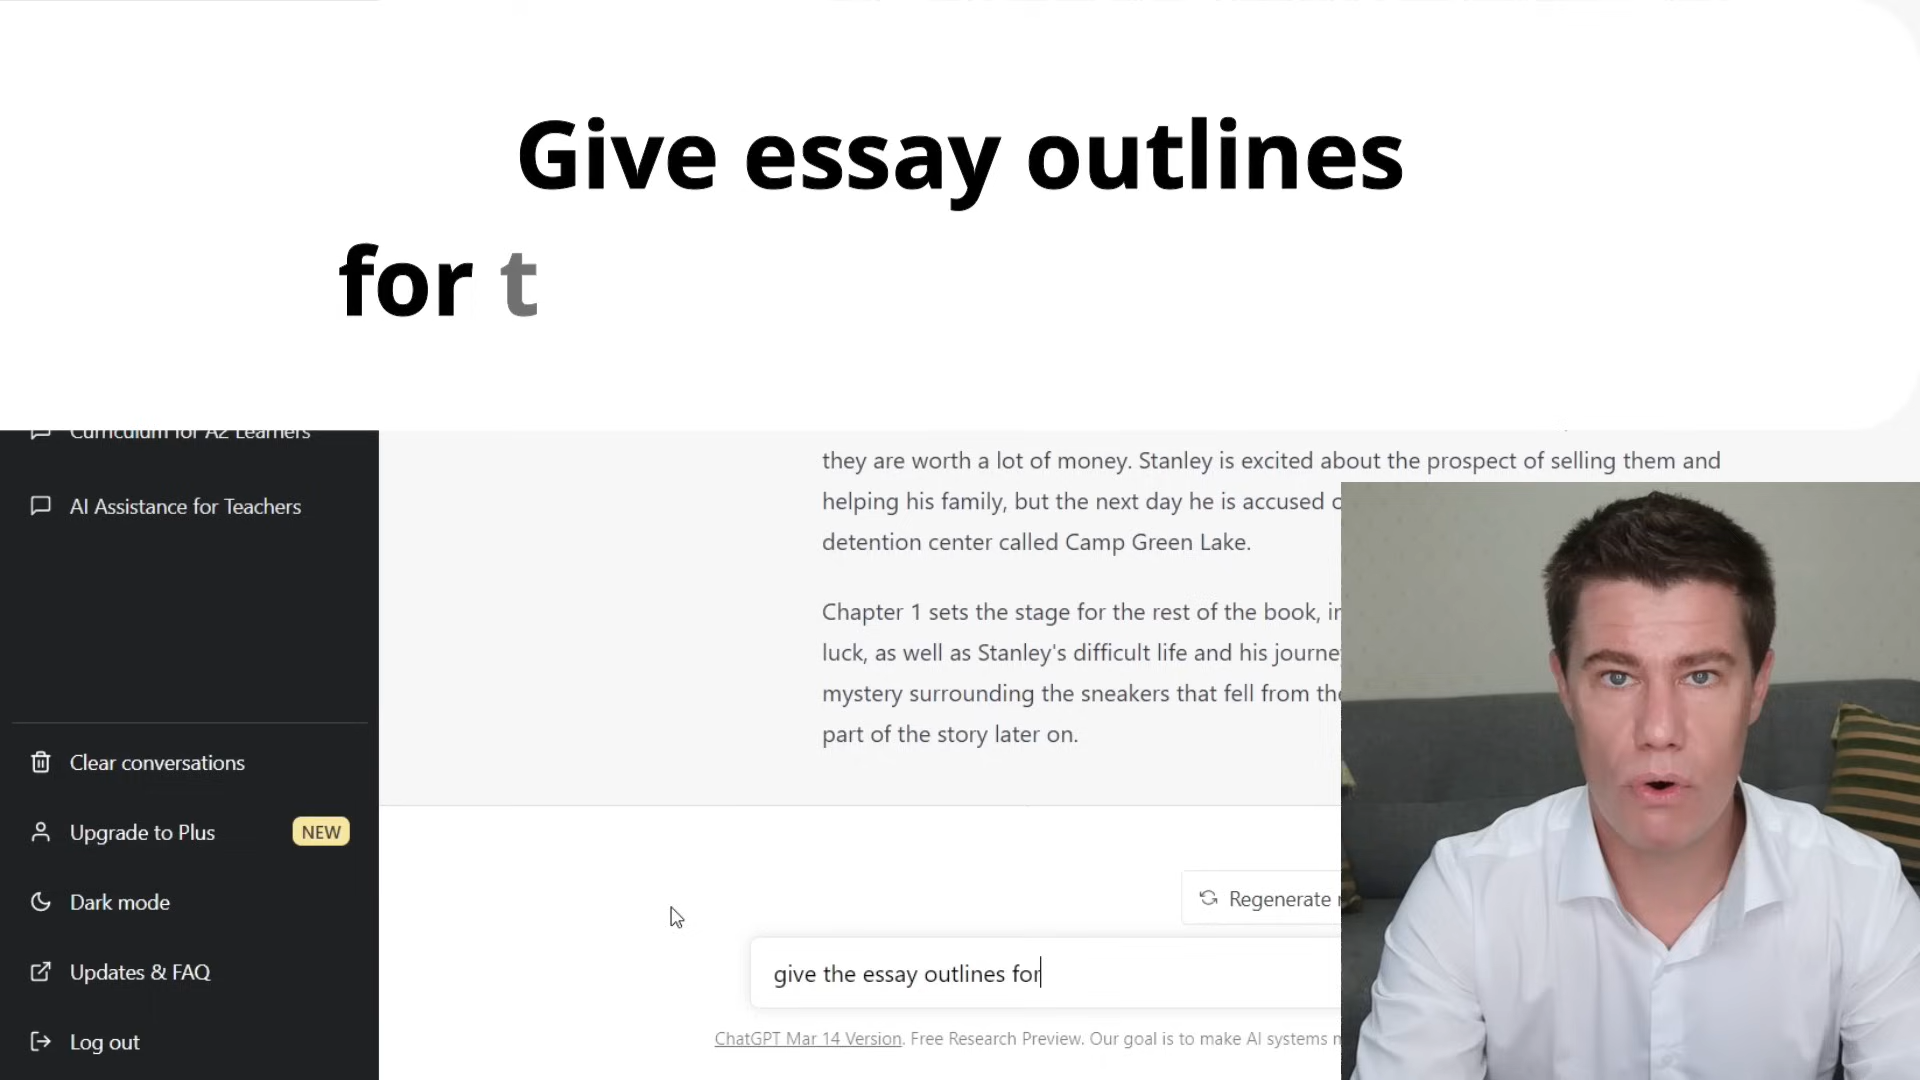 Give essay outlines
for t
Curriculum for A2 Learners
AI Assistance for Teachers
they are worth a lot of money. Stanley is excited about the prospect of selling them and
helping his family, but the next day he is accused
detention center called Camp Green Lake.
Chapter 1 sets the stage for the rest of the book,
luck, as well as Stanley's difficult life and his
mystery surrounding the sneakers that fell from
part of the story later on.
Clear conversations
Upgrade to Plus NEW
Dark mode
Updates & FAQ
Log out
Regenerate
give the essay outlines for
ChatGPT Mar 14 Version. Free Research Preview. Our goal is to make AI systems